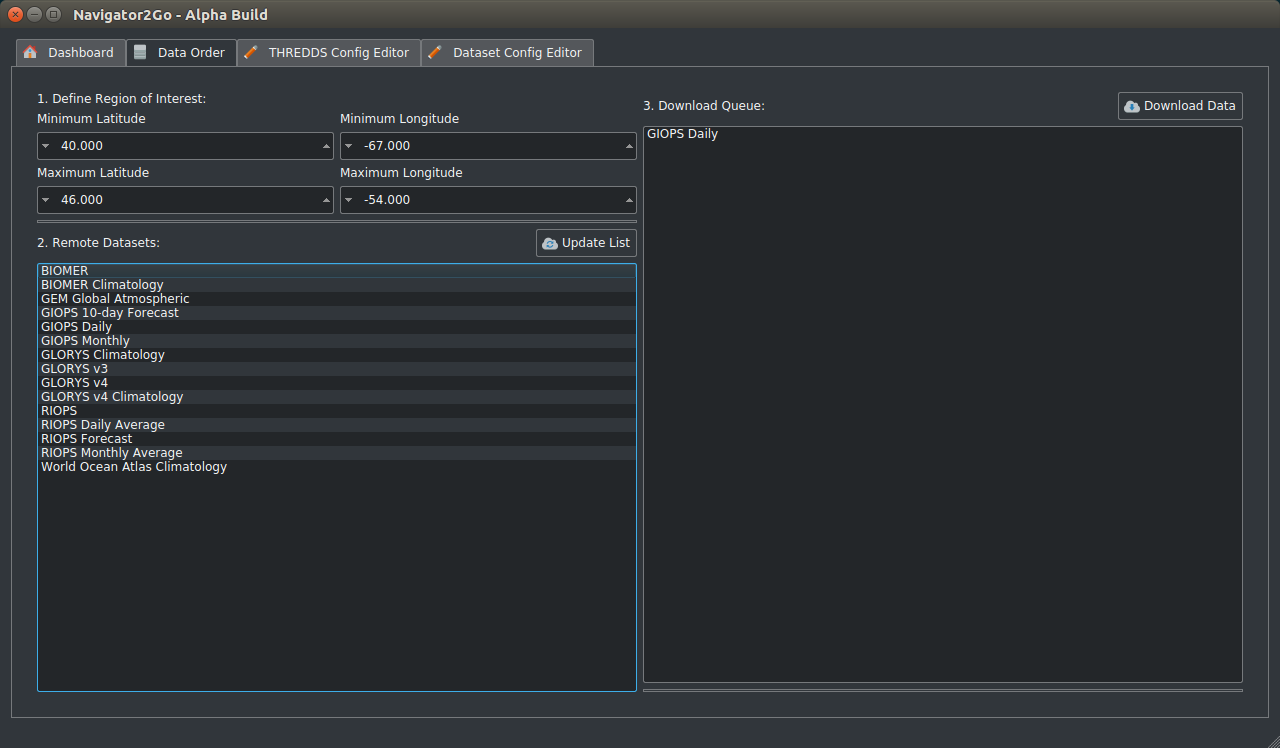 Navigator2Go - Alpha Build
Dashboard Data Order THREDDS Config Editor Dataset Config Editor
1. Define Region of Interest:
Minimum Latitude Minimum Longitude
40.000 -67.000
Maximum Latitude Maximum Longitude
46.000 -54.000
2. Remote Datasets: Update List
BIOMER
BIOMER Climatology
GEM Global Atmospheric
GIOPS 10-day Forecast
GIOPS Daily
GIOPS Monthly
GLORYS Climatology
GLORYS v3
GLORYS v4
GLORYS v4 Climatology
RIOPS
RIOPS Daily Average
RIOPS Forecast
RIOPS Monthly Average
World Ocean Atlas Climatology
3. Download Queue: Download Data
GIOPS Daily